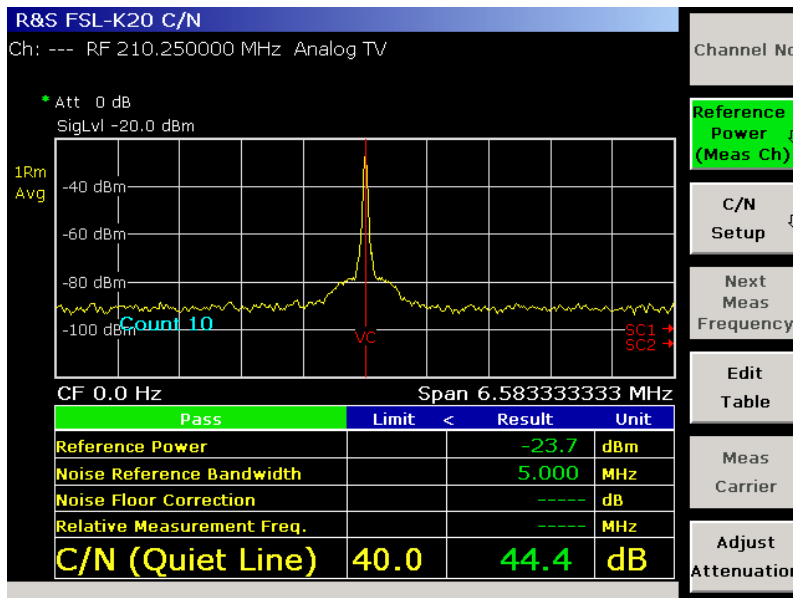 R&S FSL-K20 C/N
Ch: --- RF 210.250000 MHz Analog TV
* Att 0 dB
SigLvl -20.0 dBm
1Rm
Avg
-40 dBm
-60 dBm
-80 dBm
-100 dBm
Count 10
VC
SC1
SC2
CF 0.0 Hz
Span 6.583333333 MHz
Pass Limit < Result Unit
Reference Power -23.7 dBm
Noise Reference Bandwidth 5.000 MHz
Noise Floor Correction ----- dB
Relative Measurement Freq. ----- MHz
C/N (Quiet Line) 40.0 44.4 dB
Channel No
Reference
Power
(Meas Ch)
C/N
Setup
Next
Meas
Frequency
Edit
Table
Meas
Carrier
Adjust
Attenuation